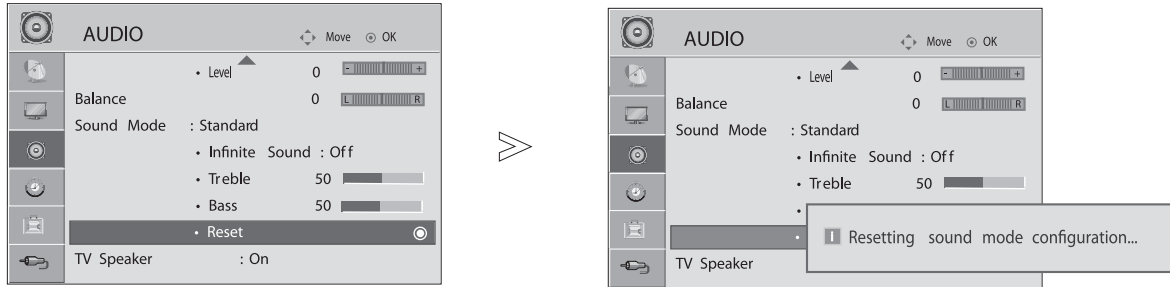 AUDIO
Move OK
• Level 0 - +
Balance 0 L R
Sound Mode : Standard
• Infinite Sound : Off
• Treble 50
• Bass 50
• Reset
TV Speaker : On
AUDIO
Move OK
• Level 0 - +
Balance 0 L R
Sound Mode : Standard
• Infinite Sound : Off
• Treble 50
•
•
TV Speaker
Resetting sound mode configuration...